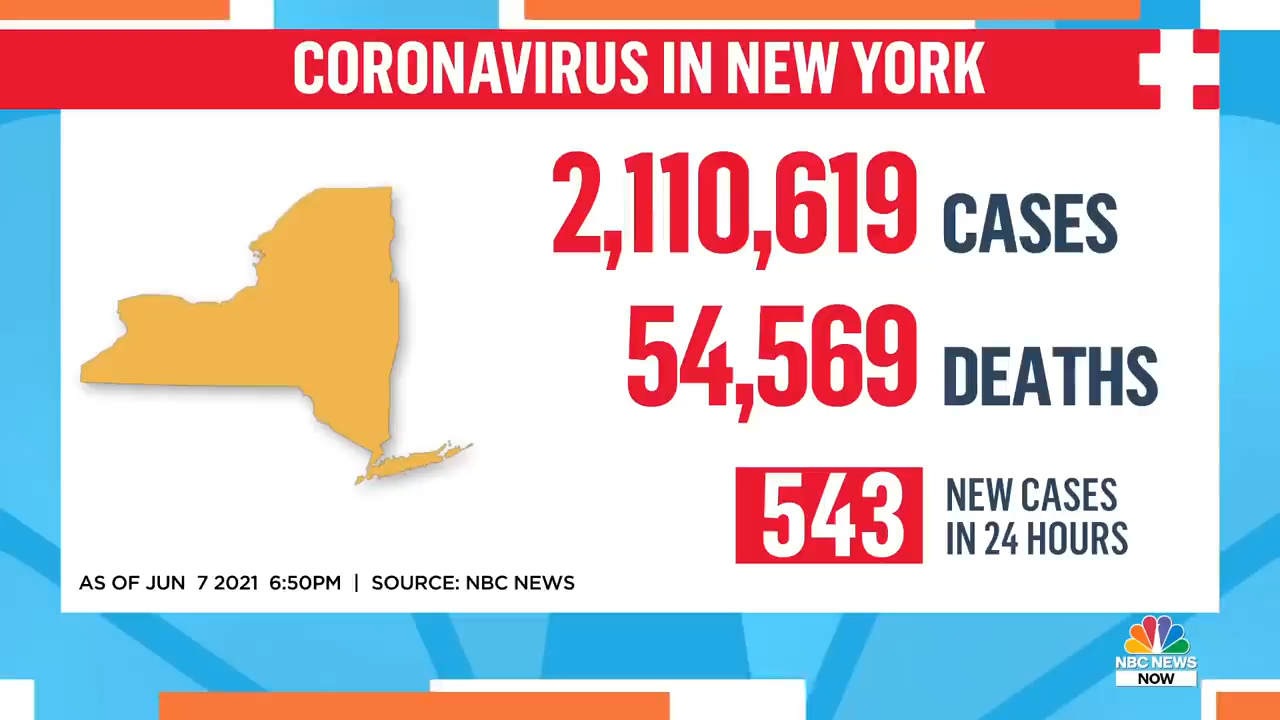 CORONAVIRUS IN NEW YORK
2,110,619 CASES
54,569 DEATHS
543 NEW CASES
IN 24 HOURS
AS OF JUN 7 2021 6:50PM | SOURCE: NBC NEWS
NBC NEWS
NOW